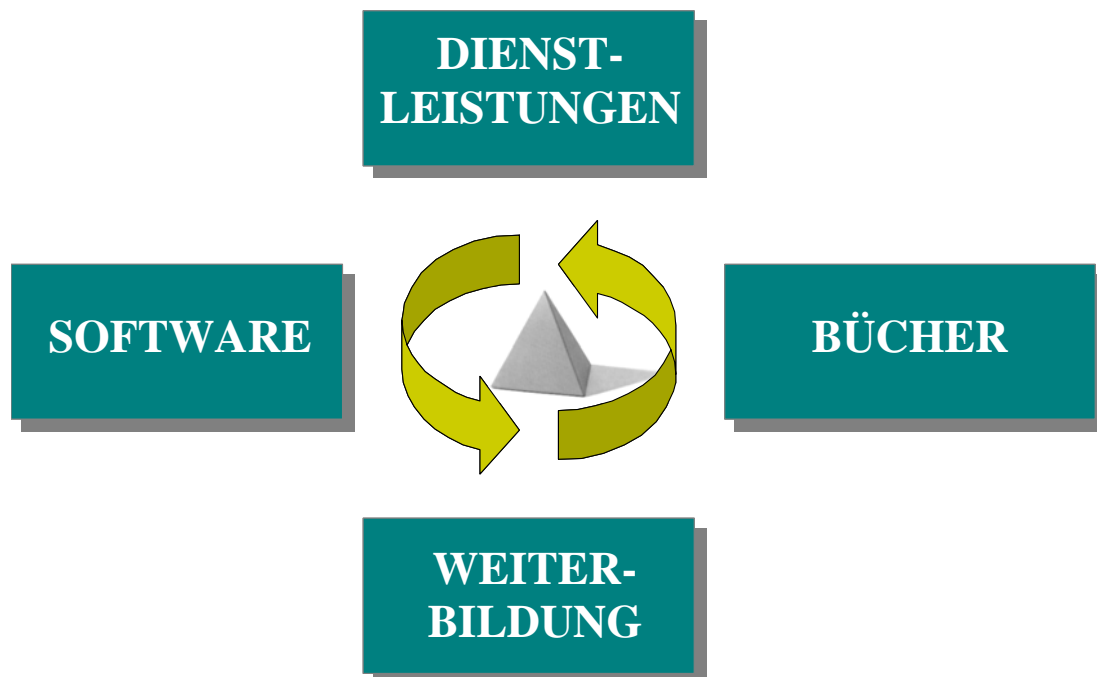 DIENST-
LEISTUNGEN
SOFTWARE
BÜCHER
WEITER-
BILDUNG